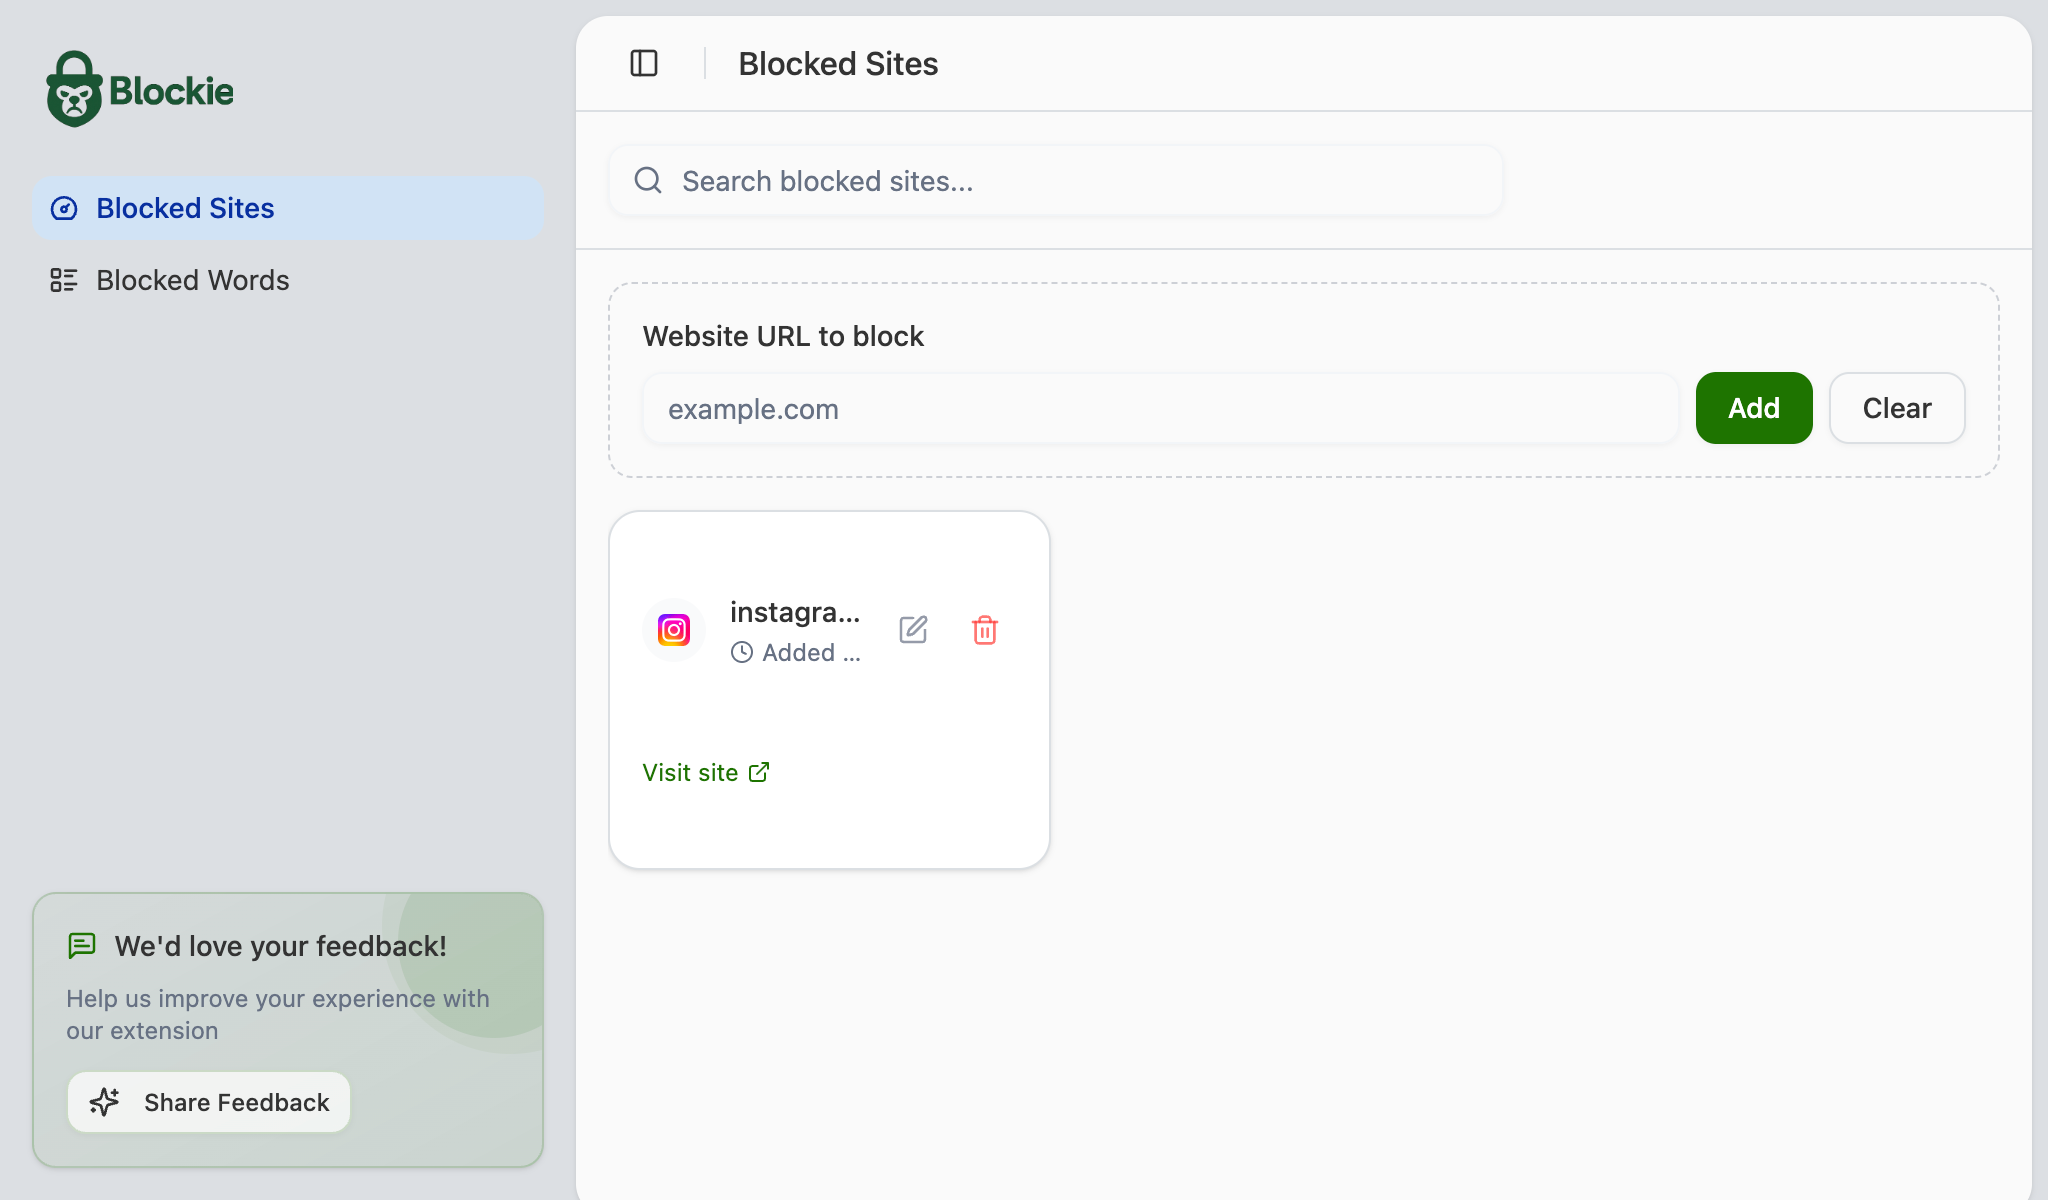 Blockie
Blocked Sites
Blocked Words
We'd love your feedback!
Help us improve your experience with
our extension
Share Feedback
Blocked Sites
Search blocked sites...
Website URL to block
example.com
Add
Clear
instagra...
Added ...
Visit site